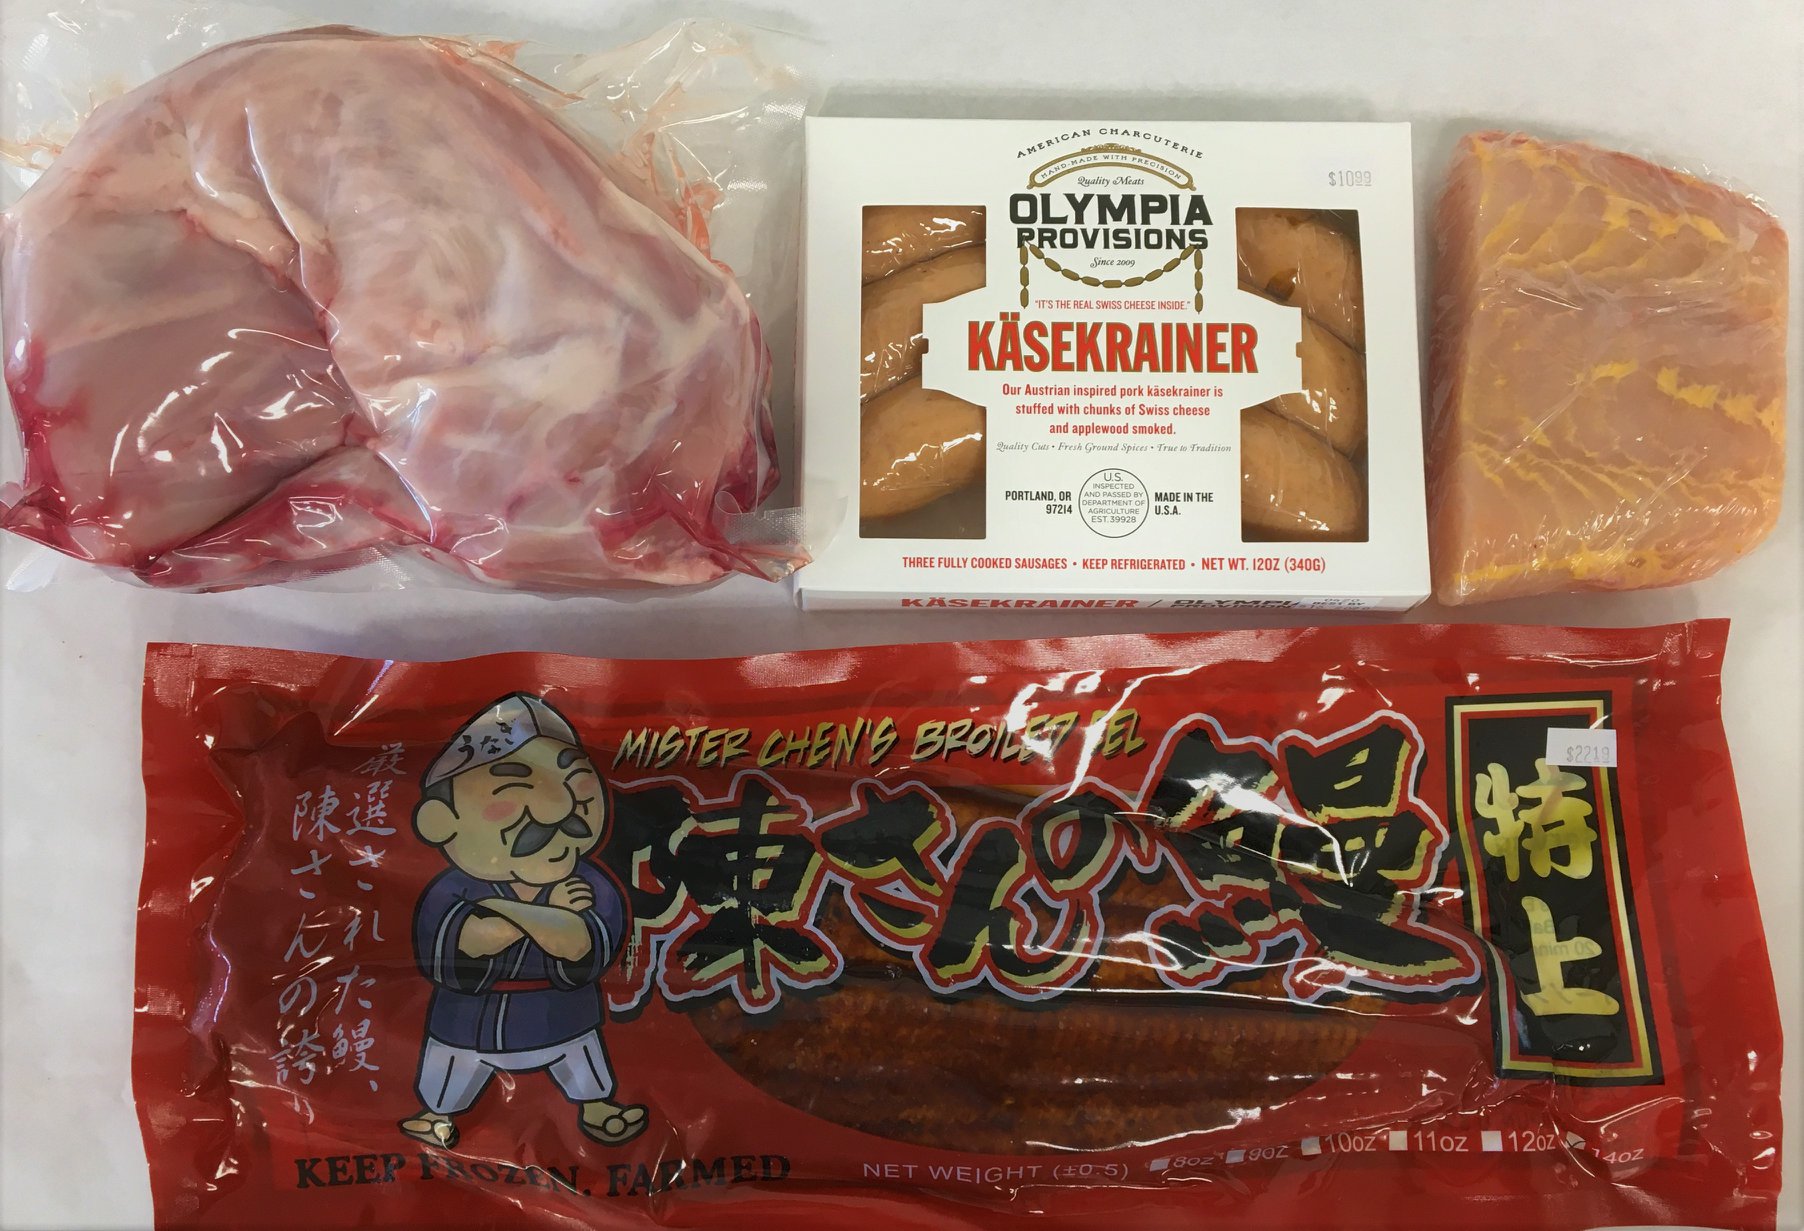 AMERICAN CHARCUTERIE
HAND-MADE WITH PRECISION
Quality Meats
OLYMPIA
PROVISIONS
Since 2009
$10.99
"IT'S THE REAL SWISS CHEESE INSIDE."
KÄSEKRAINER
Our Austrian inspired pork käsekrainer is
stuffed with chunks of Swiss cheese
and applewood smoked.
Quality Cuts • Fresh Ground Spices • True to Tradition
PORTLAND, OR
97214
U.S.
INSPECTED
AND PASSED BY
DEPARTMENT OF
AGRICULTURE
EST. 39928
MADE IN THE
U.S.A.
THREE FULLY COOKED SAUSAGES • KEEP REFRIGERATED • NET WT. 12OZ (340G)
KÄSEKRAINER / OLYMPIA PROVISIONS
BEST BY
うなぎ
MISTER CHEN'S BROILED EEL
陳さんの鰻
特上
$22.19
厳選された鰻、
陳さんの誇り
KEEP FROZEN, FARMED
NET WEIGHT (±0.5) 8oz 9oz 10oz 11oz 12oz 14oz